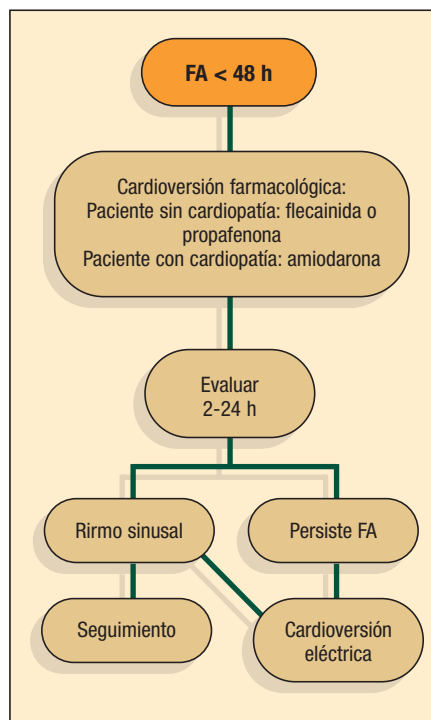 FA < 48 h
Cardioversión farmacológica:
Paciente sin cardiopatía: flecainida o
propafenona
Paciente con cardiopatía: amiodarona
Evaluar
2-24 h
Rirmo sinusal
Persiste FA
Seguimiento
Cardioversión
eléctrica